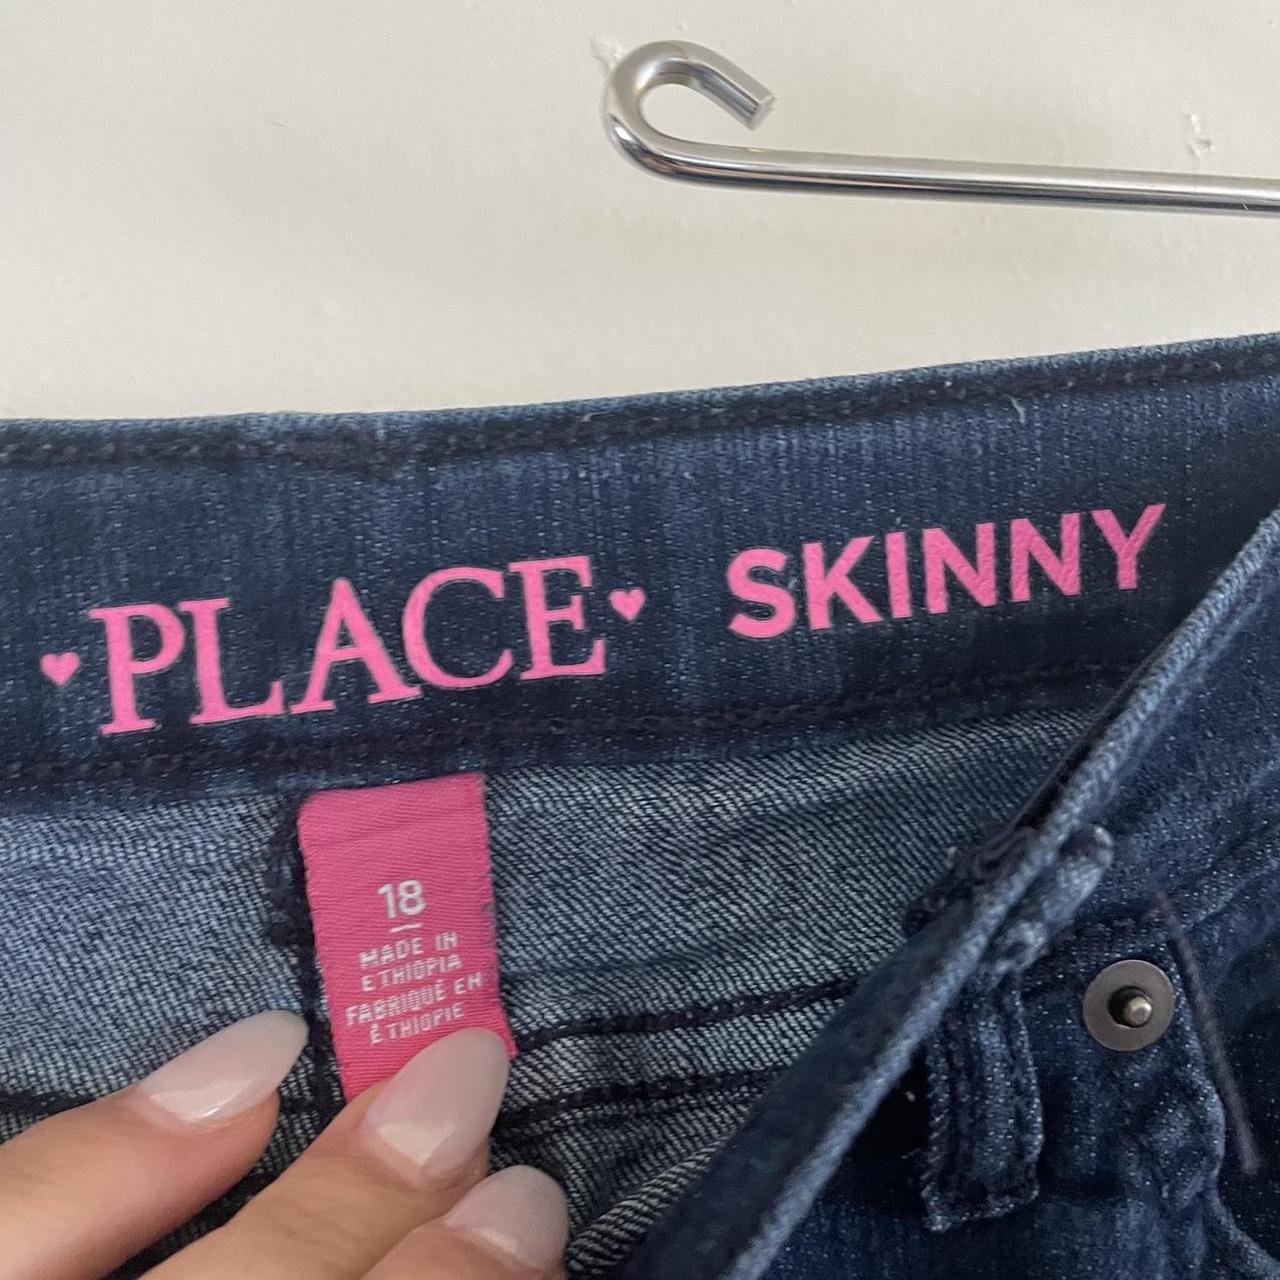 PLACE SKINNY
18
MADE IN
ETHIOPIA
FABRIQUÉ EN
ÉTHIOPIE